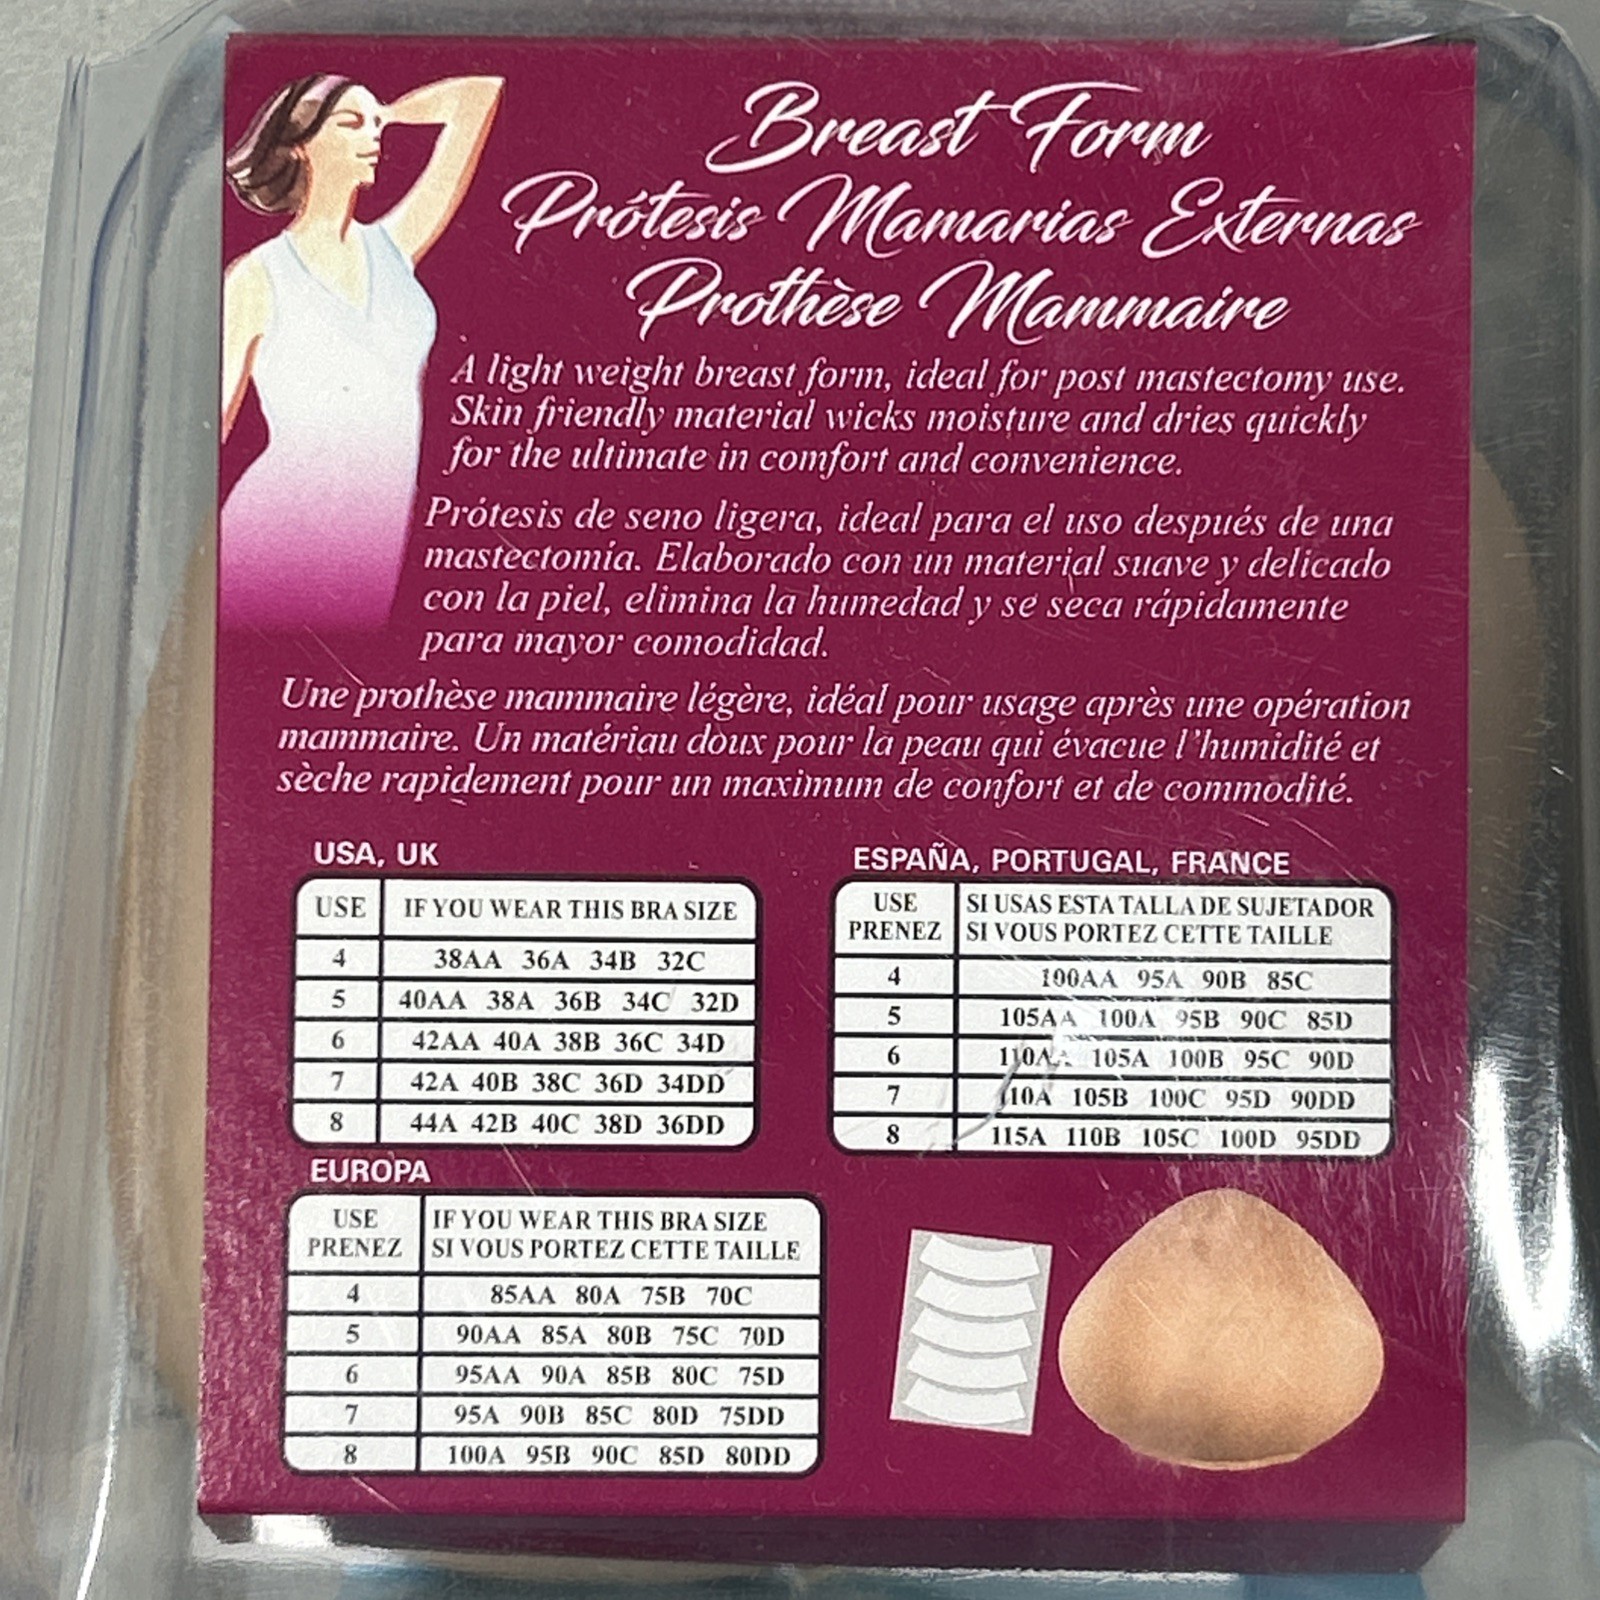 Breast Form
Prótesis Mamarias Externas
Prothèse Mammaire
A light weight breast form, ideal for post mastectomy use.
Skin friendly material wicks moisture and dries quickly
for the ultimate in comfort and convenience.
Prótesis de seno ligera, ideal para el uso después de una
mastectomía. Elaborado con un material suave y delicado
con la piel, elimina la humedad y se seca rápidamente
para mayor comodidad.
Une prothèse mammaire légère, idéal pour usage après une opération
mammaire. Un matériau doux pour la peau qui évacue l'humidité et
sèche rapidement pour un maximum de confort et de commodité.
USA, UK
USE IF YOU WEAR THIS BRA SIZE
4 38AA 36A 34B 32C
5 40AA 38A 36B 34C 32D
6 42AA 40A 38B 36C 34D
7 42A 40B 38C 36D 34DD
8 44A 42B 40C 38D 36DD
ESPAÑA, PORTUGAL, FRANCE
USE SI USAS ESTA TALLA DE SUJETADOR
PRENEZ SI VOUS PORTEZ CETTE TAILLE
4 100AA 95A 90B 85C
5 105AA 100A 95B 90C 85D
6 110AA 105A 100B 95C 90D
7 110A 105B 100C 95D 90DD
8 115A 110B 105C 100D 95DD
EUROPA
USE IF YOU WEAR THIS BRA SIZE
PRENEZ SI VOUS PORTEZ CETTE TAILLE
4 85AA 80A 75B 70C
5 90AA 85A 80B 75C 70D
6 95AA 90A 85B 80C 75D
7 95A 90B 85C 80D 75DD
8 100A 95B 90C 85D 80DD